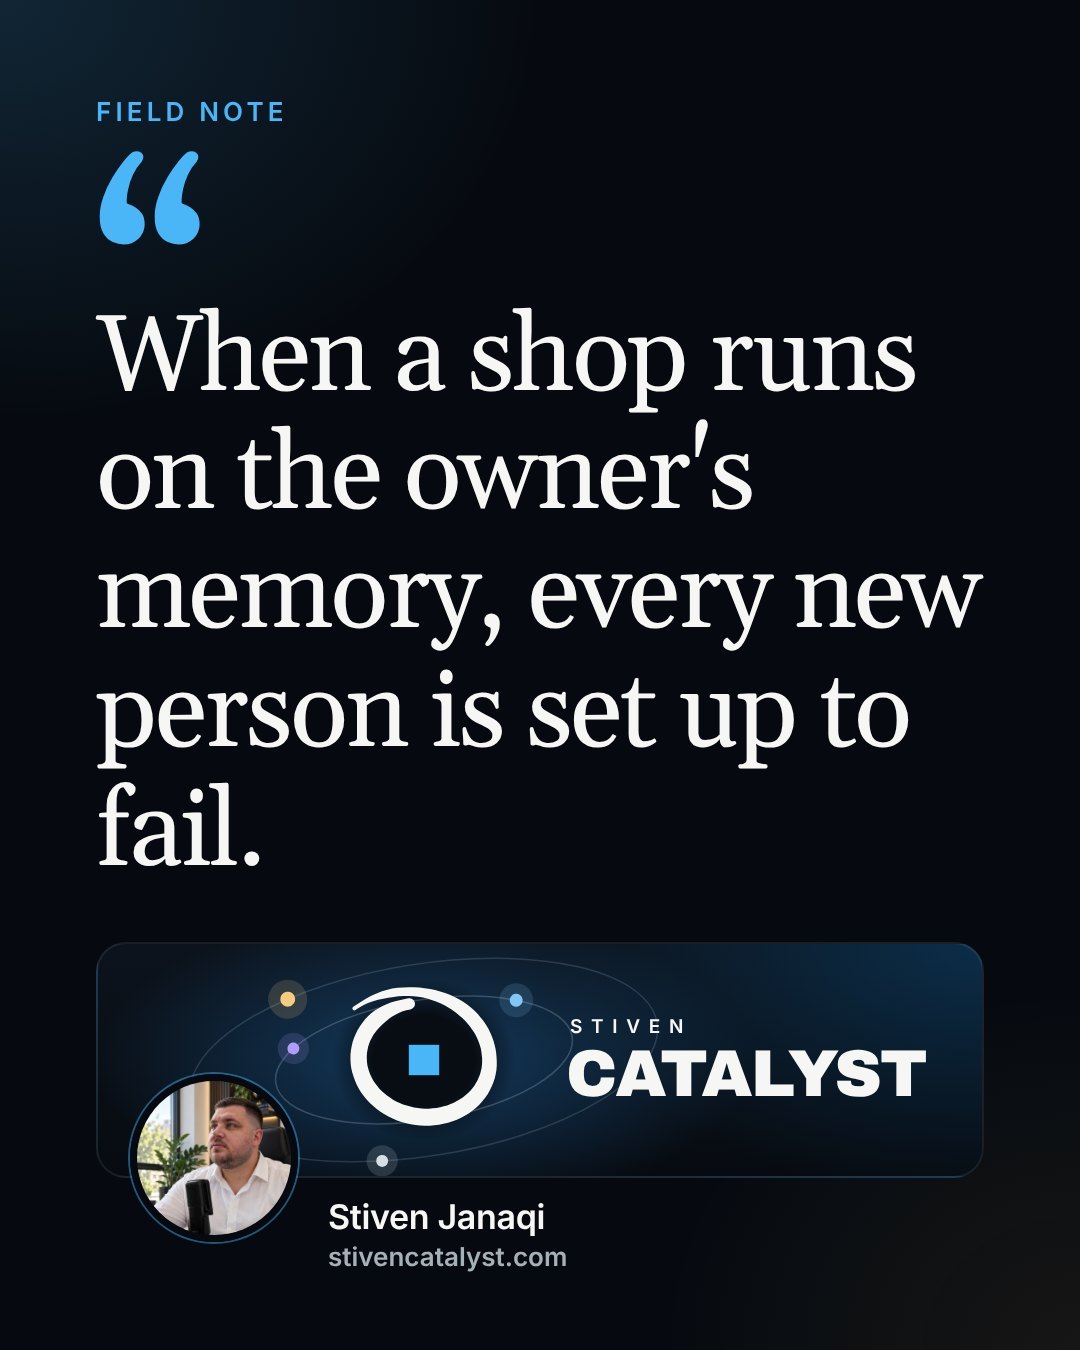 FIELD NOTE
“
When a shop runs
on the owner's
memory, every new
person is set up to
fail.
STIVEN
CATALYST
Stiven Janaqi
stivencatalyst.com